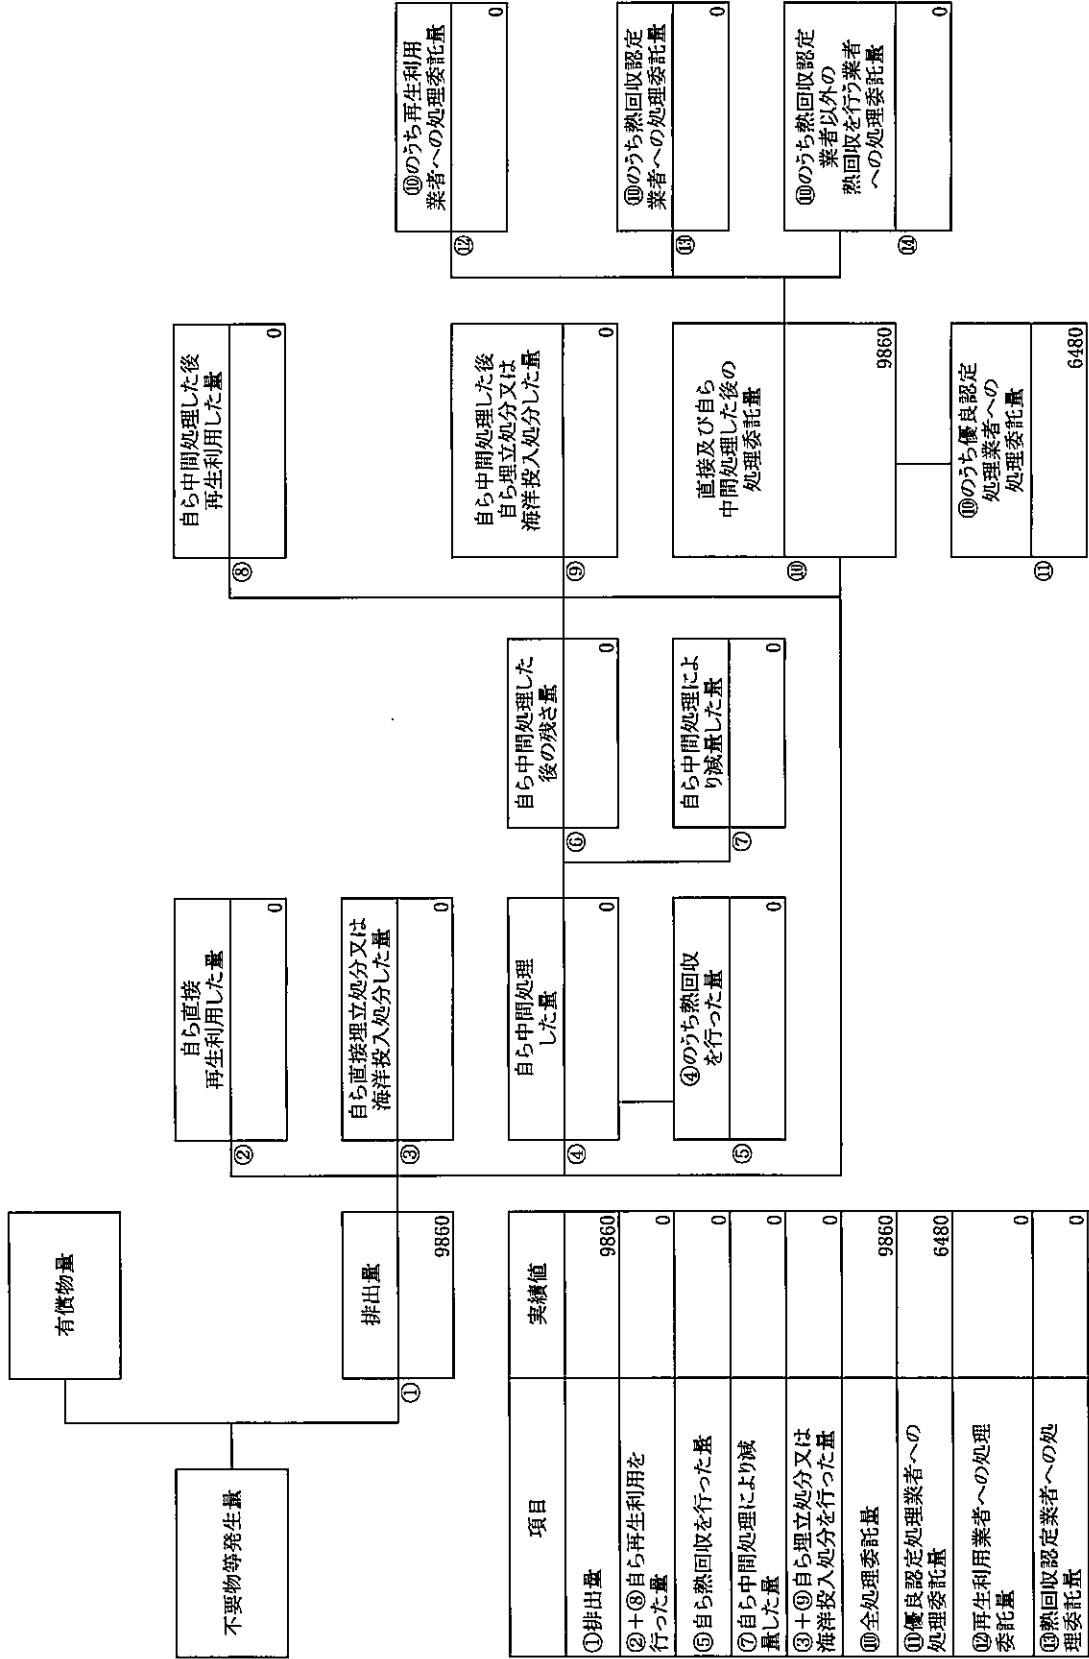 不要物等発生量
有償物量
①
排出量
9860
②
自ら直接
再生利用した量
0
③
自ら直接埋立処分又は
海洋投入処分した量
0
④
自ら中間処理
した量
0
⑤
④のうち熱回収
を行った量
0
⑥
自ら中間処理した
後の残さ量
0
⑦
自ら中間処理によ
り減量した量
0
⑧
自ら中間処理した後
再生利用した量
0
⑨
自ら中間処理した後
自ら埋立処分又は
海洋投入処分した量
0
⑩
直接及び自ら
中間処理した後の
処理委託量
9860
⑪
⑩のうち優良認定
処理業者への
処理委託量
6480
⑫
⑩のうち再生利用
業者への処理委託量
0
⑬
⑩のうち熱回収認定
業者への処理委託量
0
⑭
⑩のうち熱回収認定
業者以外の
熱回収を行う業者
への処理委託量
0
項目
実績値
①排出量
9860
②+⑧自ら再生利用を
行った量
0
⑤自ら熱回収を行った量
0
⑦自ら中間処理により減
量した量
0
③+⑨自ら埋立処分又は
海洋投入処分を行った量
0
⑩全処理委託量
9860
⑪優良認定処理業者への
処理委託量
6480
⑫再生利用業者への処理
委託量
0
⑬熱回収認定業者への処
理委託量
0